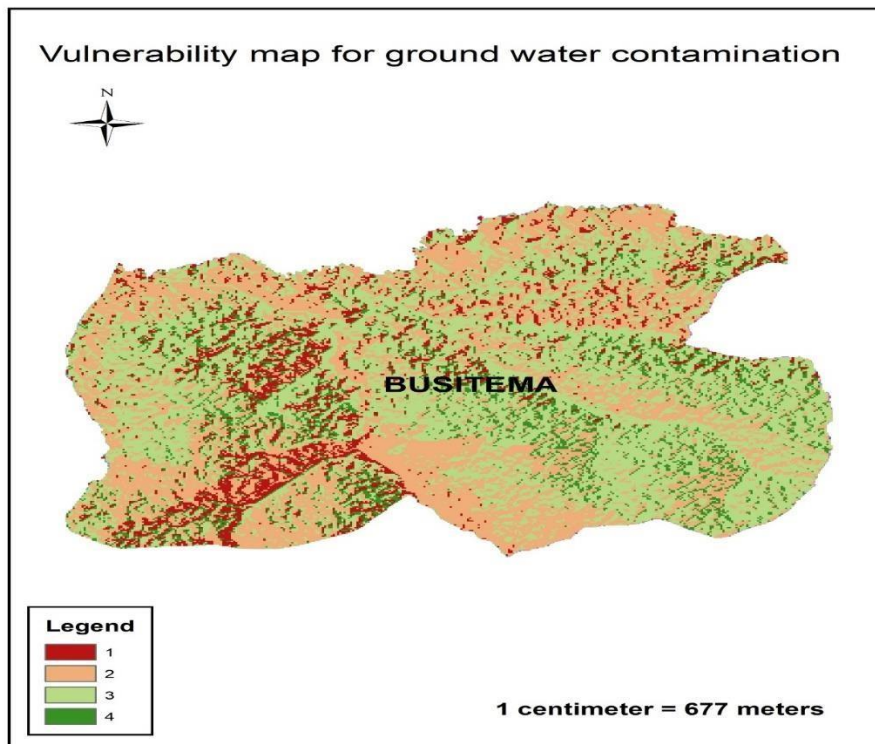 Vulnerability map for ground water contamination
N
BUSITEMA
Legend
1
2
3
4
1 centimeter = 677 meters